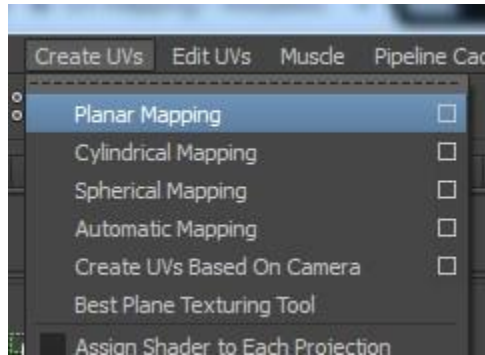 Create UVs Edit UVs Muscle Pipeline
Planar Mapping
Cylindrical Mapping
Spherical Mapping
Automatic Mapping
Create UVs Based On Camera
Best Plane Texturing Tool
Assign Shader to Each Projection